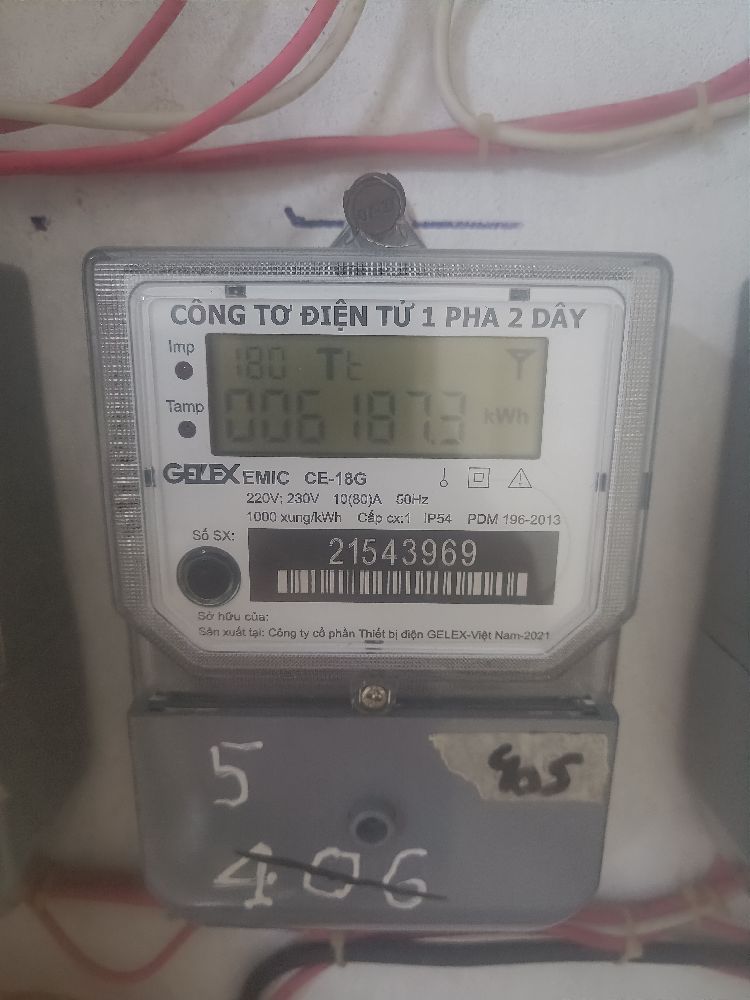 CÔNG TƠ ĐIỆN TỬ 1 PHA 2 DÂY
Imp
180 Tt
Tamp
006187.3 kWh
GELEX EMIC CE-18G
220V; 230V 10(80)A 50Hz
1000 xung/kWh Cấp cx:1 IP54 PDM 196-2013
Số SX:
21543969
Sở hữu của:
Sản xuất tại: Công ty cổ phần Thiết bị điện GELEX-Việt Nam-2021
5
405
406